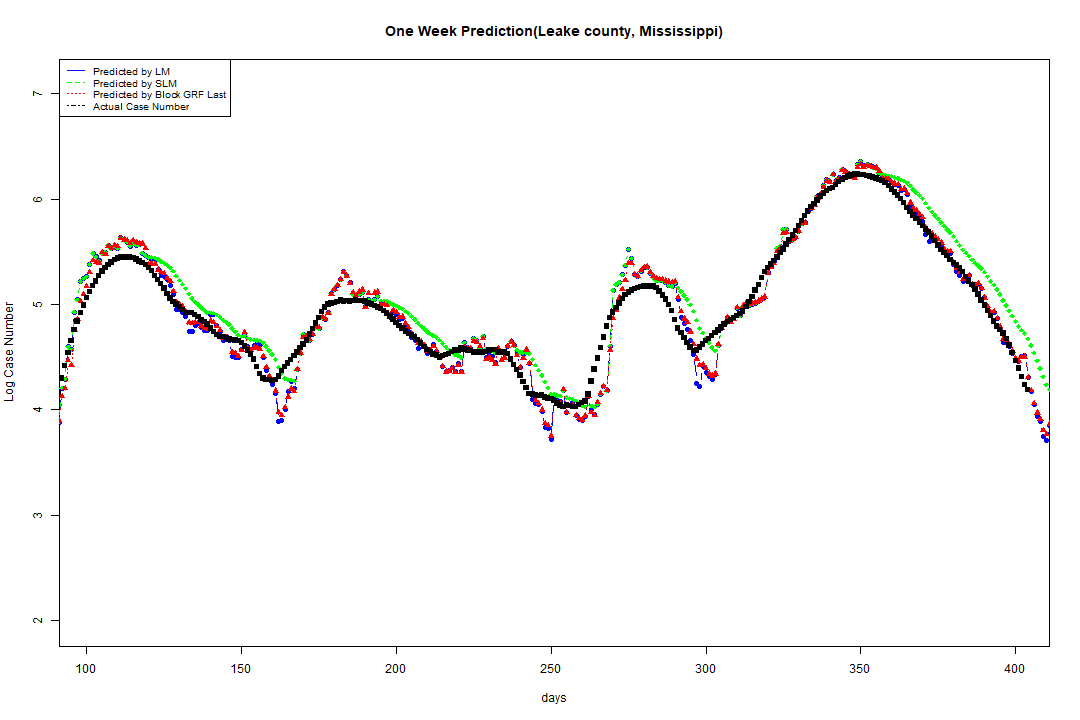 One Week Prediction(Leake county, Mississippi)
Predicted by LM
Predicted by SLM
Predicted by Block GRF Last
Actual Case Number
Log Case Number
7
6
5
4
3
2
100 150 200 250 300 350 400
days